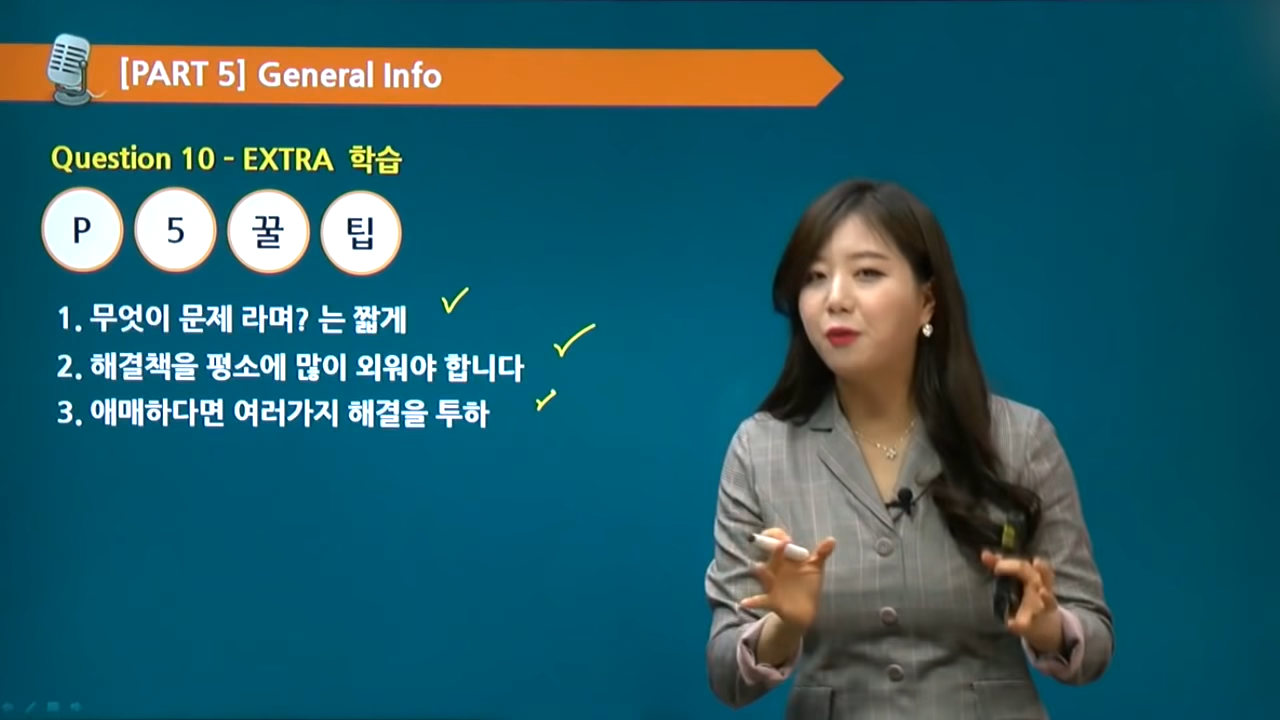 [PART 5] General Info
Question 10 - EXTRA 학습
P 5 꿀 팁
1. 무엇이 문제 라며? 는 짧게
2. 해결책을 평소에 많이 외워야 합니다
3. 애매하다면 여러가지 해결을 투하